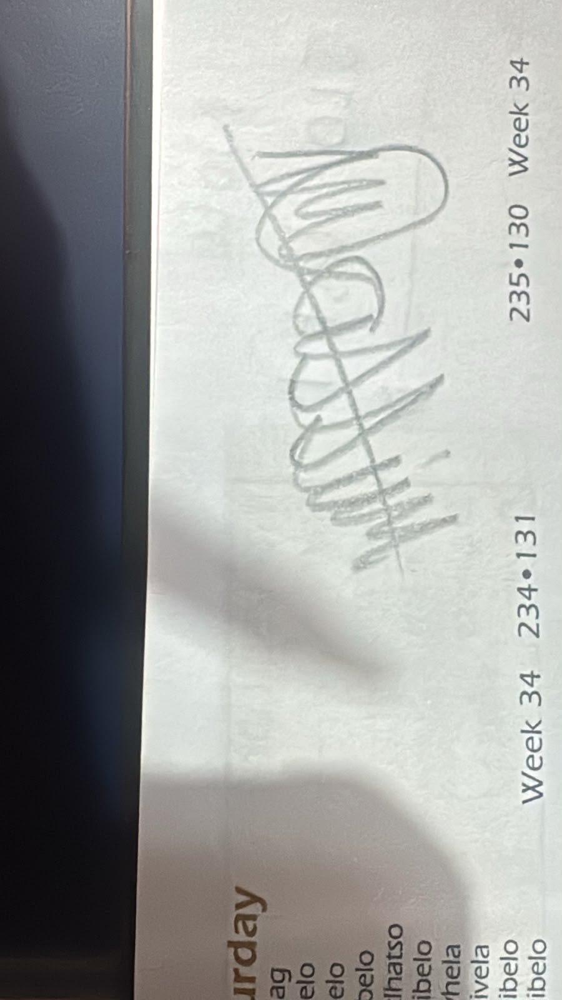 urday
ag
elo
elo
belo
lhatso
ibelo
hela
ivela
ibelo
ibelo
Week 34 234•131
235•130 Week 34